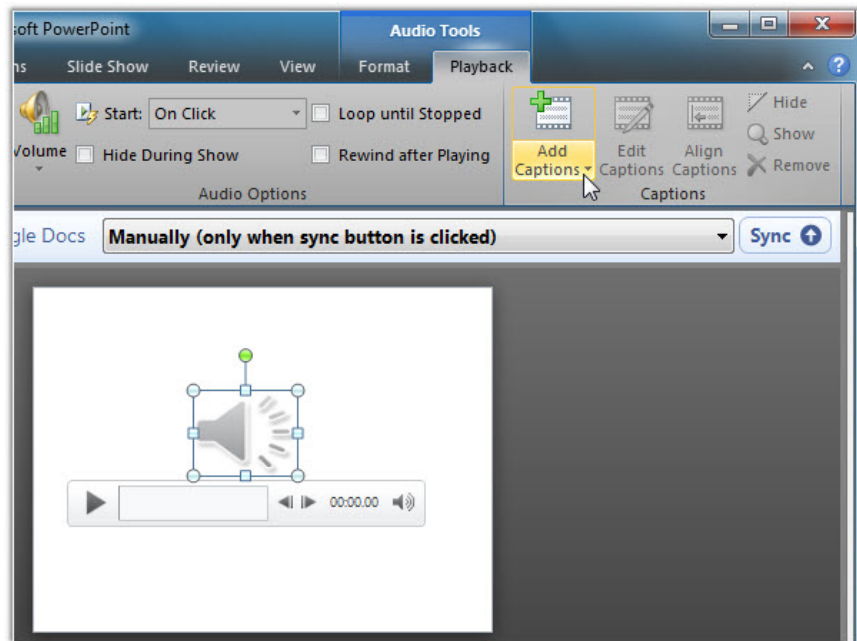 soft PowerPoint Audio Tools
ns Slide Show Review View Format Playback
Volume Start: On Click Loop until Stopped
Hide During Show Rewind after Playing
Audio Options
Add Captions
Edit Captions
Align Captions
Hide
Show
Remove
Captions
gle Docs Manually (only when sync button is clicked) Sync
00:00.00